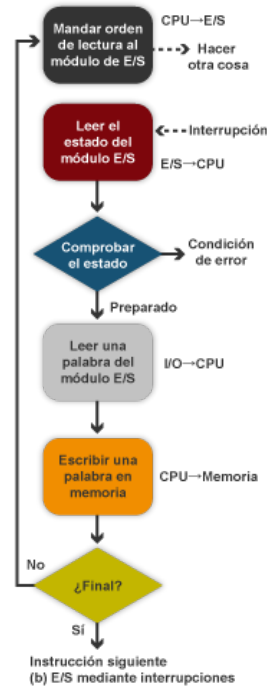 Mandar orden
de lectura al
módulo de E/S
CPU→E/S
Hacer
otra cosa
Leer el
estado del
módulo E/S
Interrupción
E/S→CPU
Comprobar
el estado
Condición
de error
Preparado
Leer una
palabra del
módulo E/S
I/O→CPU
Escribir una
palabra en
memoria
CPU→Memoria
No
¿Final?
Sí
Instrucción siguiente
(b) E/S mediante interrupciones